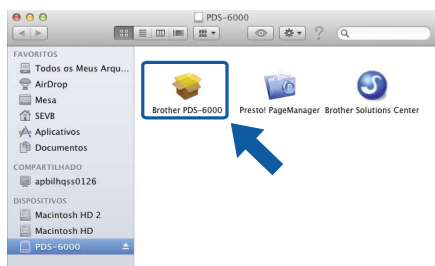 PDS-6000
FAVORITOS
Todos os Meus Arqu...
AirDrop
Mesa
SEVB
Aplicativos
Documentos
COMPARTILHADO
apbilhqss0126
DISPOSITIVOS
Macintosh HD 2
Macintosh HD
PDS-6000
Brother PDS-6000
Presto! PageManager
Brother Solutions Center